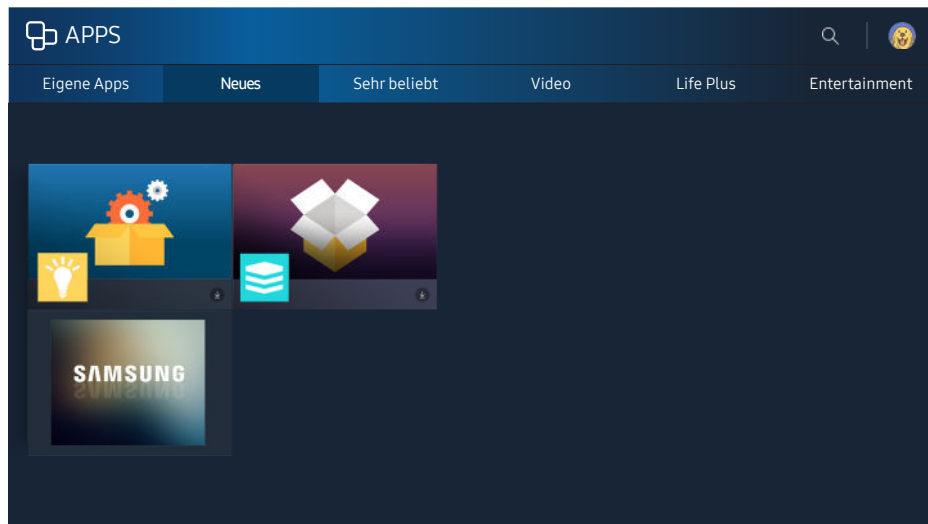 APPS
Eigene Apps Neues Sehr beliebt Video Life Plus Entertainment
SAMSUNG